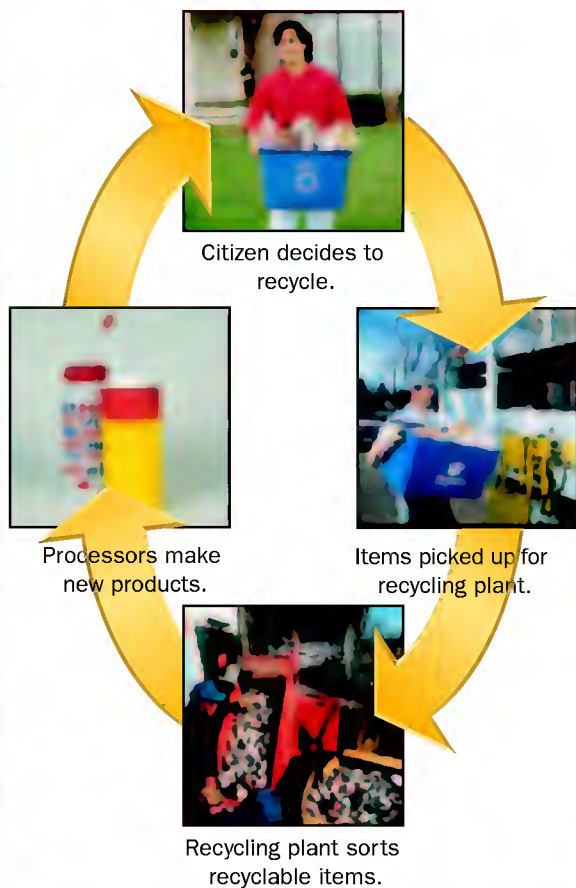 Citizen decides to
recycle.
Items picked up for
recycling plant.
Recycling plant sorts
recyclable items.
Processors make
new products.